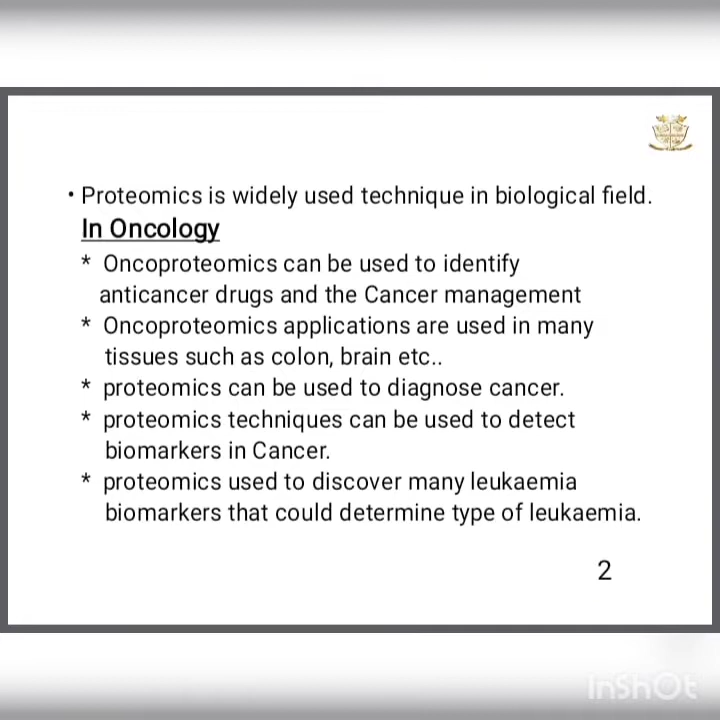 • Proteomics is widely used technique in biological field.
In Oncology
* Oncoproteomics can be used to identify
anticancer drugs and the Cancer management
* Oncoproteomics applications are used in many
tissues such as colon, brain etc..
* proteomics can be used to diagnose cancer.
* proteomics techniques can be used to detect
biomarkers in Cancer.
* proteomics used to discover many leukaemia
biomarkers that could determine type of leukaemia.
2
InShOt